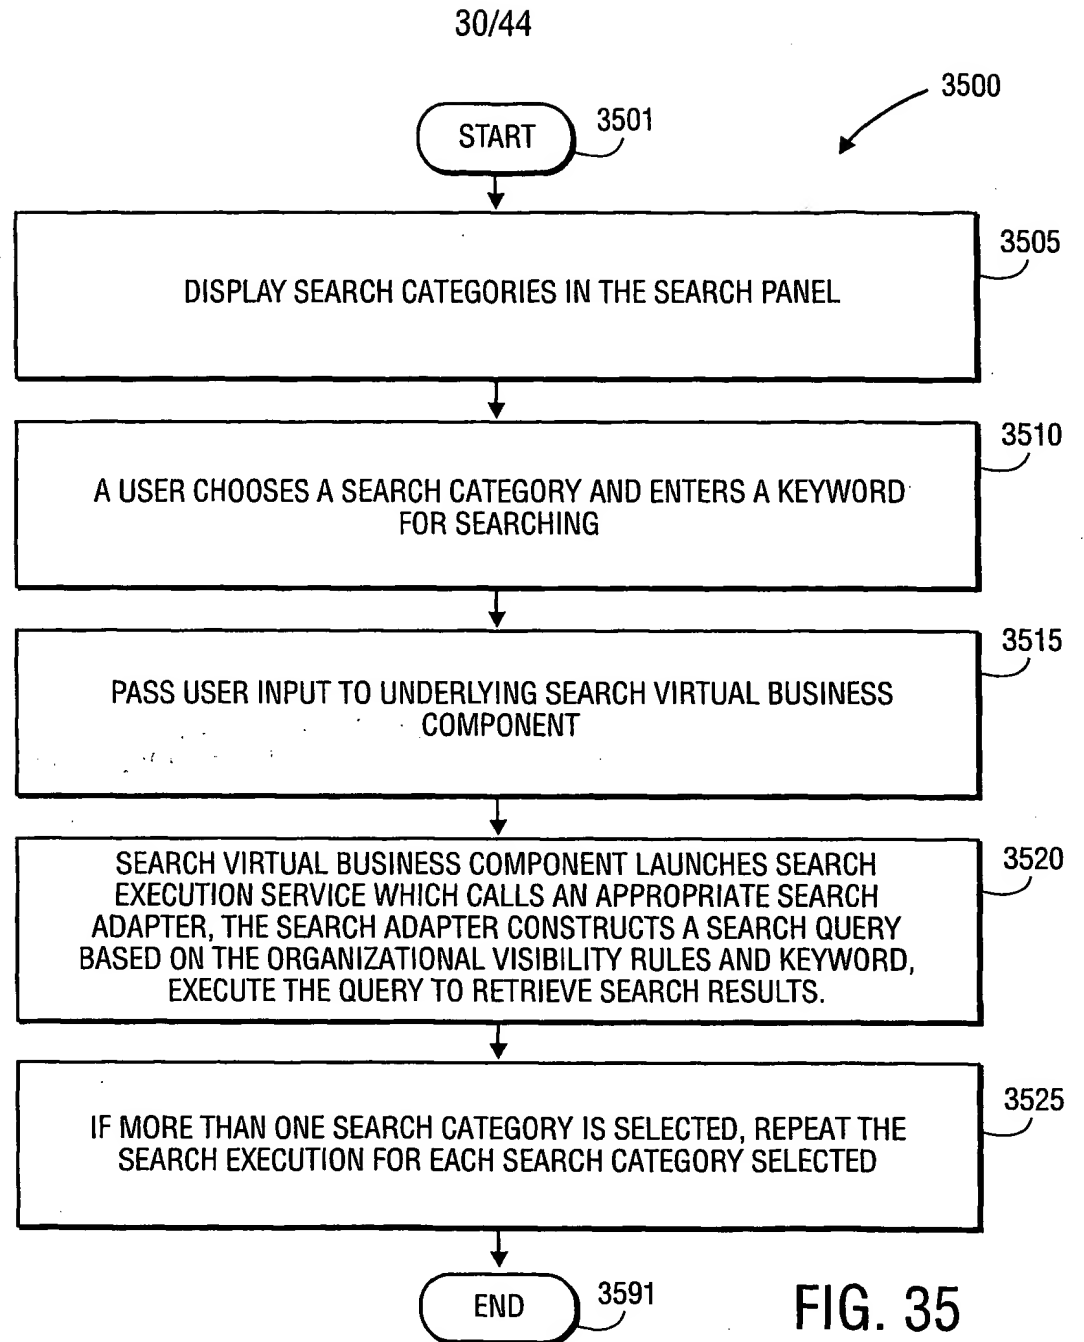 30/44
3500
START
3501
3505
DISPLAY SEARCH CATEGORIES IN THE SEARCH PANEL
3510
A USER CHOOSES A SEARCH CATEGORY AND ENTERS A KEYWORD
FOR SEARCHING
3515
PASS USER INPUT TO UNDERLYING SEARCH VIRTUAL BUSINESS
COMPONENT
3520
SEARCH VIRTUAL BUSINESS COMPONENT LAUNCHES SEARCH
EXECUTION SERVICE WHICH CALLS AN APPROPRIATE SEARCH
ADAPTER, THE SEARCH ADAPTER CONSTRUCTS A SEARCH QUERY
BASED ON THE ORGANIZATIONAL VISIBILITY RULES AND KEYWORD,
EXECUTE THE QUERY TO RETRIEVE SEARCH RESULTS.
3525
IF MORE THAN ONE SEARCH CATEGORY IS SELECTED, REPEAT THE
SEARCH EXECUTION FOR EACH SEARCH CATEGORY SELECTED
END
3591
FIG. 35